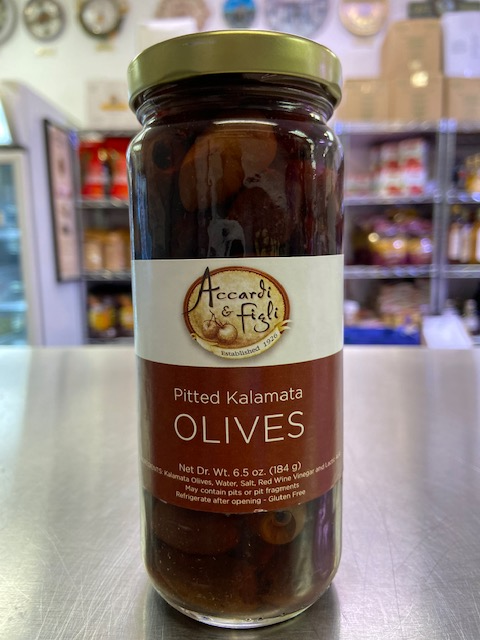 Accardi
& Figli
Established 1926
Pitted Kalamata
OLIVES
Net Dr. Wt. 6.5 oz. (184 g)
Kalamata Olives, Water, Salt, Red Wine Vinegar and
May contain pits or pit fragments
Refrigerate after opening - Gluten Free